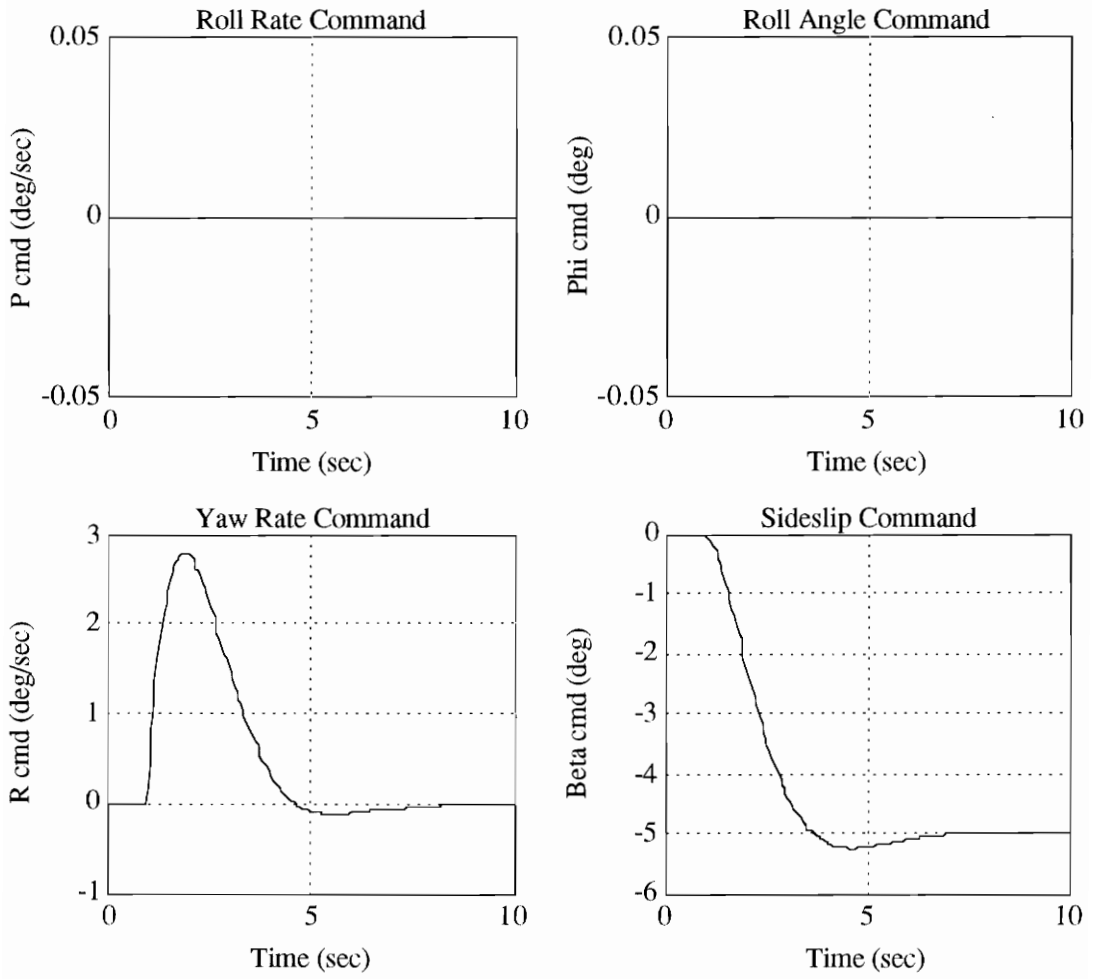 Roll Rate Command
0.05
0
-0.05
P cmd (deg/sec)
0
5
10
Time (sec)
Roll Angle Command
0.05
0
-0.05
Phi cmd (deg)
0
5
10
Time (sec)
Yaw Rate Command
3
2
1
0
-1
R cmd (deg/sec)
0
5
10
Time (sec)
Sideslip Command
0
-1
-2
-3
-4
-5
-6
Beta cmd (deg)
0
5
10
Time (sec)